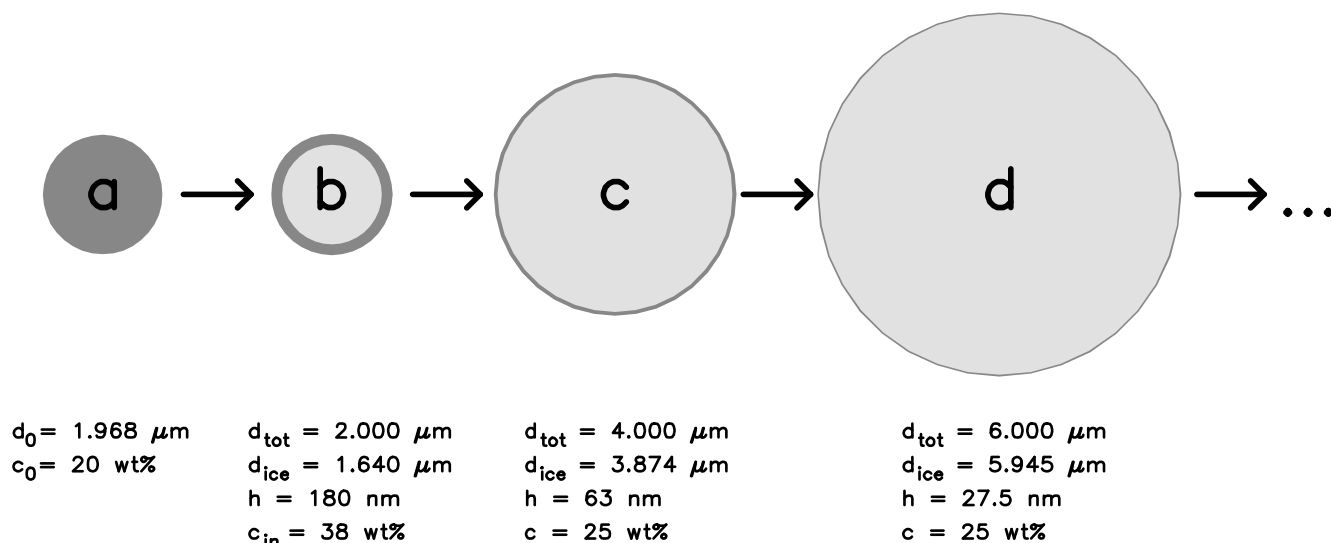 a b c d ...
d0= 1.968 μm
c0= 20 wt%
dtot = 2.000 μm
dice = 1.640 μm
h = 180 nm
cin = 38 wt%
dtot = 4.000 μm
dice = 3.874 μm
h = 63 nm
c = 25 wt%
dtot = 6.000 μm
dice = 5.945 μm
h = 27.5 nm
c = 25 wt%